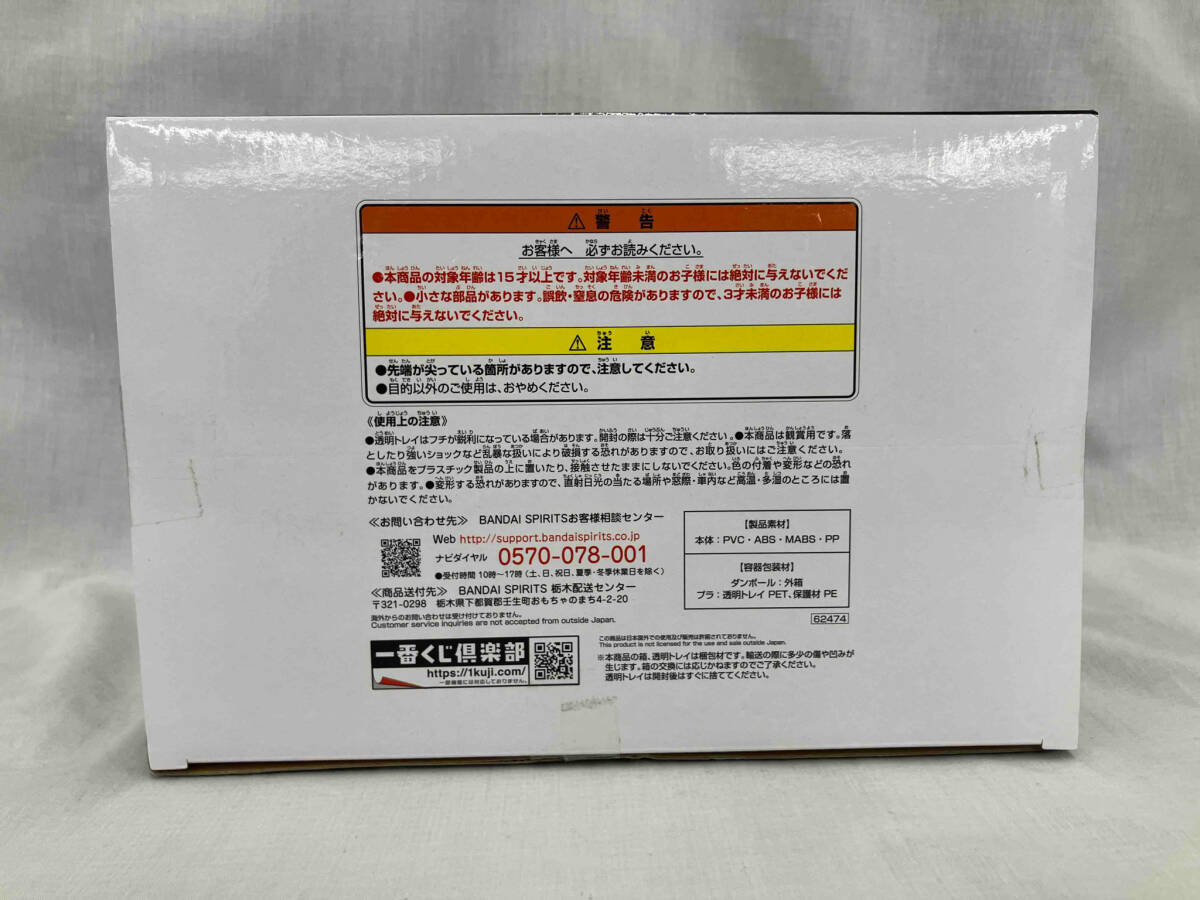 ⚠ 警告
お客様へ 必ずお読みください。
●本商品の対象年齢は15才以上です。対象年齢未満のお子様には絶対に与えないでくだ
さい。●小さな部品があります。誤飲・窒息の危険がありますので、3才未満のお子様には
絶対に与えないでください。
⚠ 注意
●先端が尖っている箇所がありますので、注意してください。
●目的以外のご使用は、おやめください。
《使用上の注意》
●透明トレイはフチが鋭利になっている場合があります。開封の際は十分ご注意ください。●本商品は観賞用です。落
としたり強いショックなど乱暴な扱いにより破損する恐れがありますので、お取り扱いにはご注意ください。
●本商品をプラスチック製品の上に置いたり、接触させたままにしないでください。色の付着や変形などの恐れ
があります。●変形する恐れがありますので、直射日光の当たる場所や窓際・車内など高温・多湿のところには置
かないでください。
≪お問い合わせ先≫ BANDAI SPIRITSお客様相談センター
Web http://support.bandaispirits.co.jp
ナビダイヤル 0570-078-001
●受付時間 10時〜17時(土、日、祝日、夏季・冬季休業日を除く)
≪商品送付先≫ BANDAI SPIRITS 栃木配送センター
〒321-0298 栃木県下都賀郡壬生町おもちゃのまち4-2-20
海外からのお問い合わせは受け付けておりません。
Customer service inquiries are not accepted from outside Japan.
【製品素材】
本体:PVC・ABS・MABS・PP
【容器包装材】
ダンボール:外箱
プラ:透明トレイ PET、保護材 PE
62474
一番くじ倶楽部
https://1kuji.com/
一部機種には対応しておりません。
この商品は日本国外での使用及び販売は許諾されておりません。
This product is not licensed for the use and sale outside Japan.
※本商品の箱、透明トレイは梱包材です。輸送の際に多少の傷や凹みが
生じます。箱の交換には応じかねますのでご了承ください。
透明トレイは開封後はすぐに捨ててください。